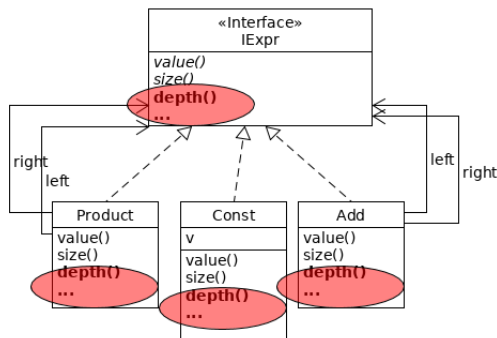 «Interface»
IExpr
value()
size()
depth()
...
right
left
left
right
Product
value()
size()
depth()
...
Const
v
value()
size()
depth()
...
Add
value()
size()
depth()
...